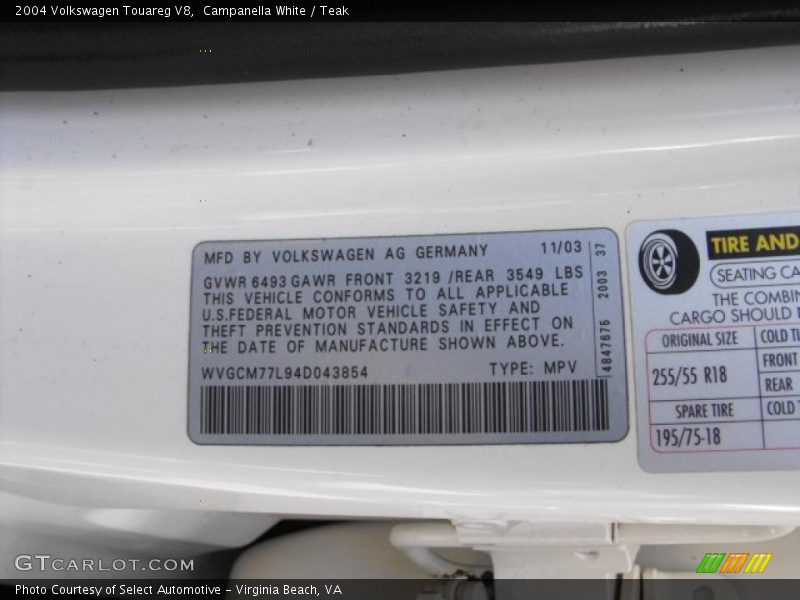 2004 Volkswagen Touareg V8, Campanella White / Teak
MFD BY VOLKSWAGEN AG GERMANY 11/03
GVWR 6493 GAWR FRONT 3219 /REAR 3549 LBS
THIS VEHICLE CONFORMS TO ALL APPLICABLE
U.S.FEDERAL MOTOR VEHICLE SAFETY AND
THEFT PREVENTION STANDARDS IN EFFECT ON
THE DATE OF MANUFACTURE SHOWN ABOVE.
WVGCM77L94D043854 TYPE: MPV
4847675 2003 37
TIRE AND
SEATING CA
THE COMBIN
CARGO SHOULD
ORIGINAL SIZE COLD TI
255/55 R18 FRONT
REAR
SPARE TIRE COLD T
195/75-18
GTCARLOT.COM
Photo Courtesy of Select Automotive - Virginia Beach, VA